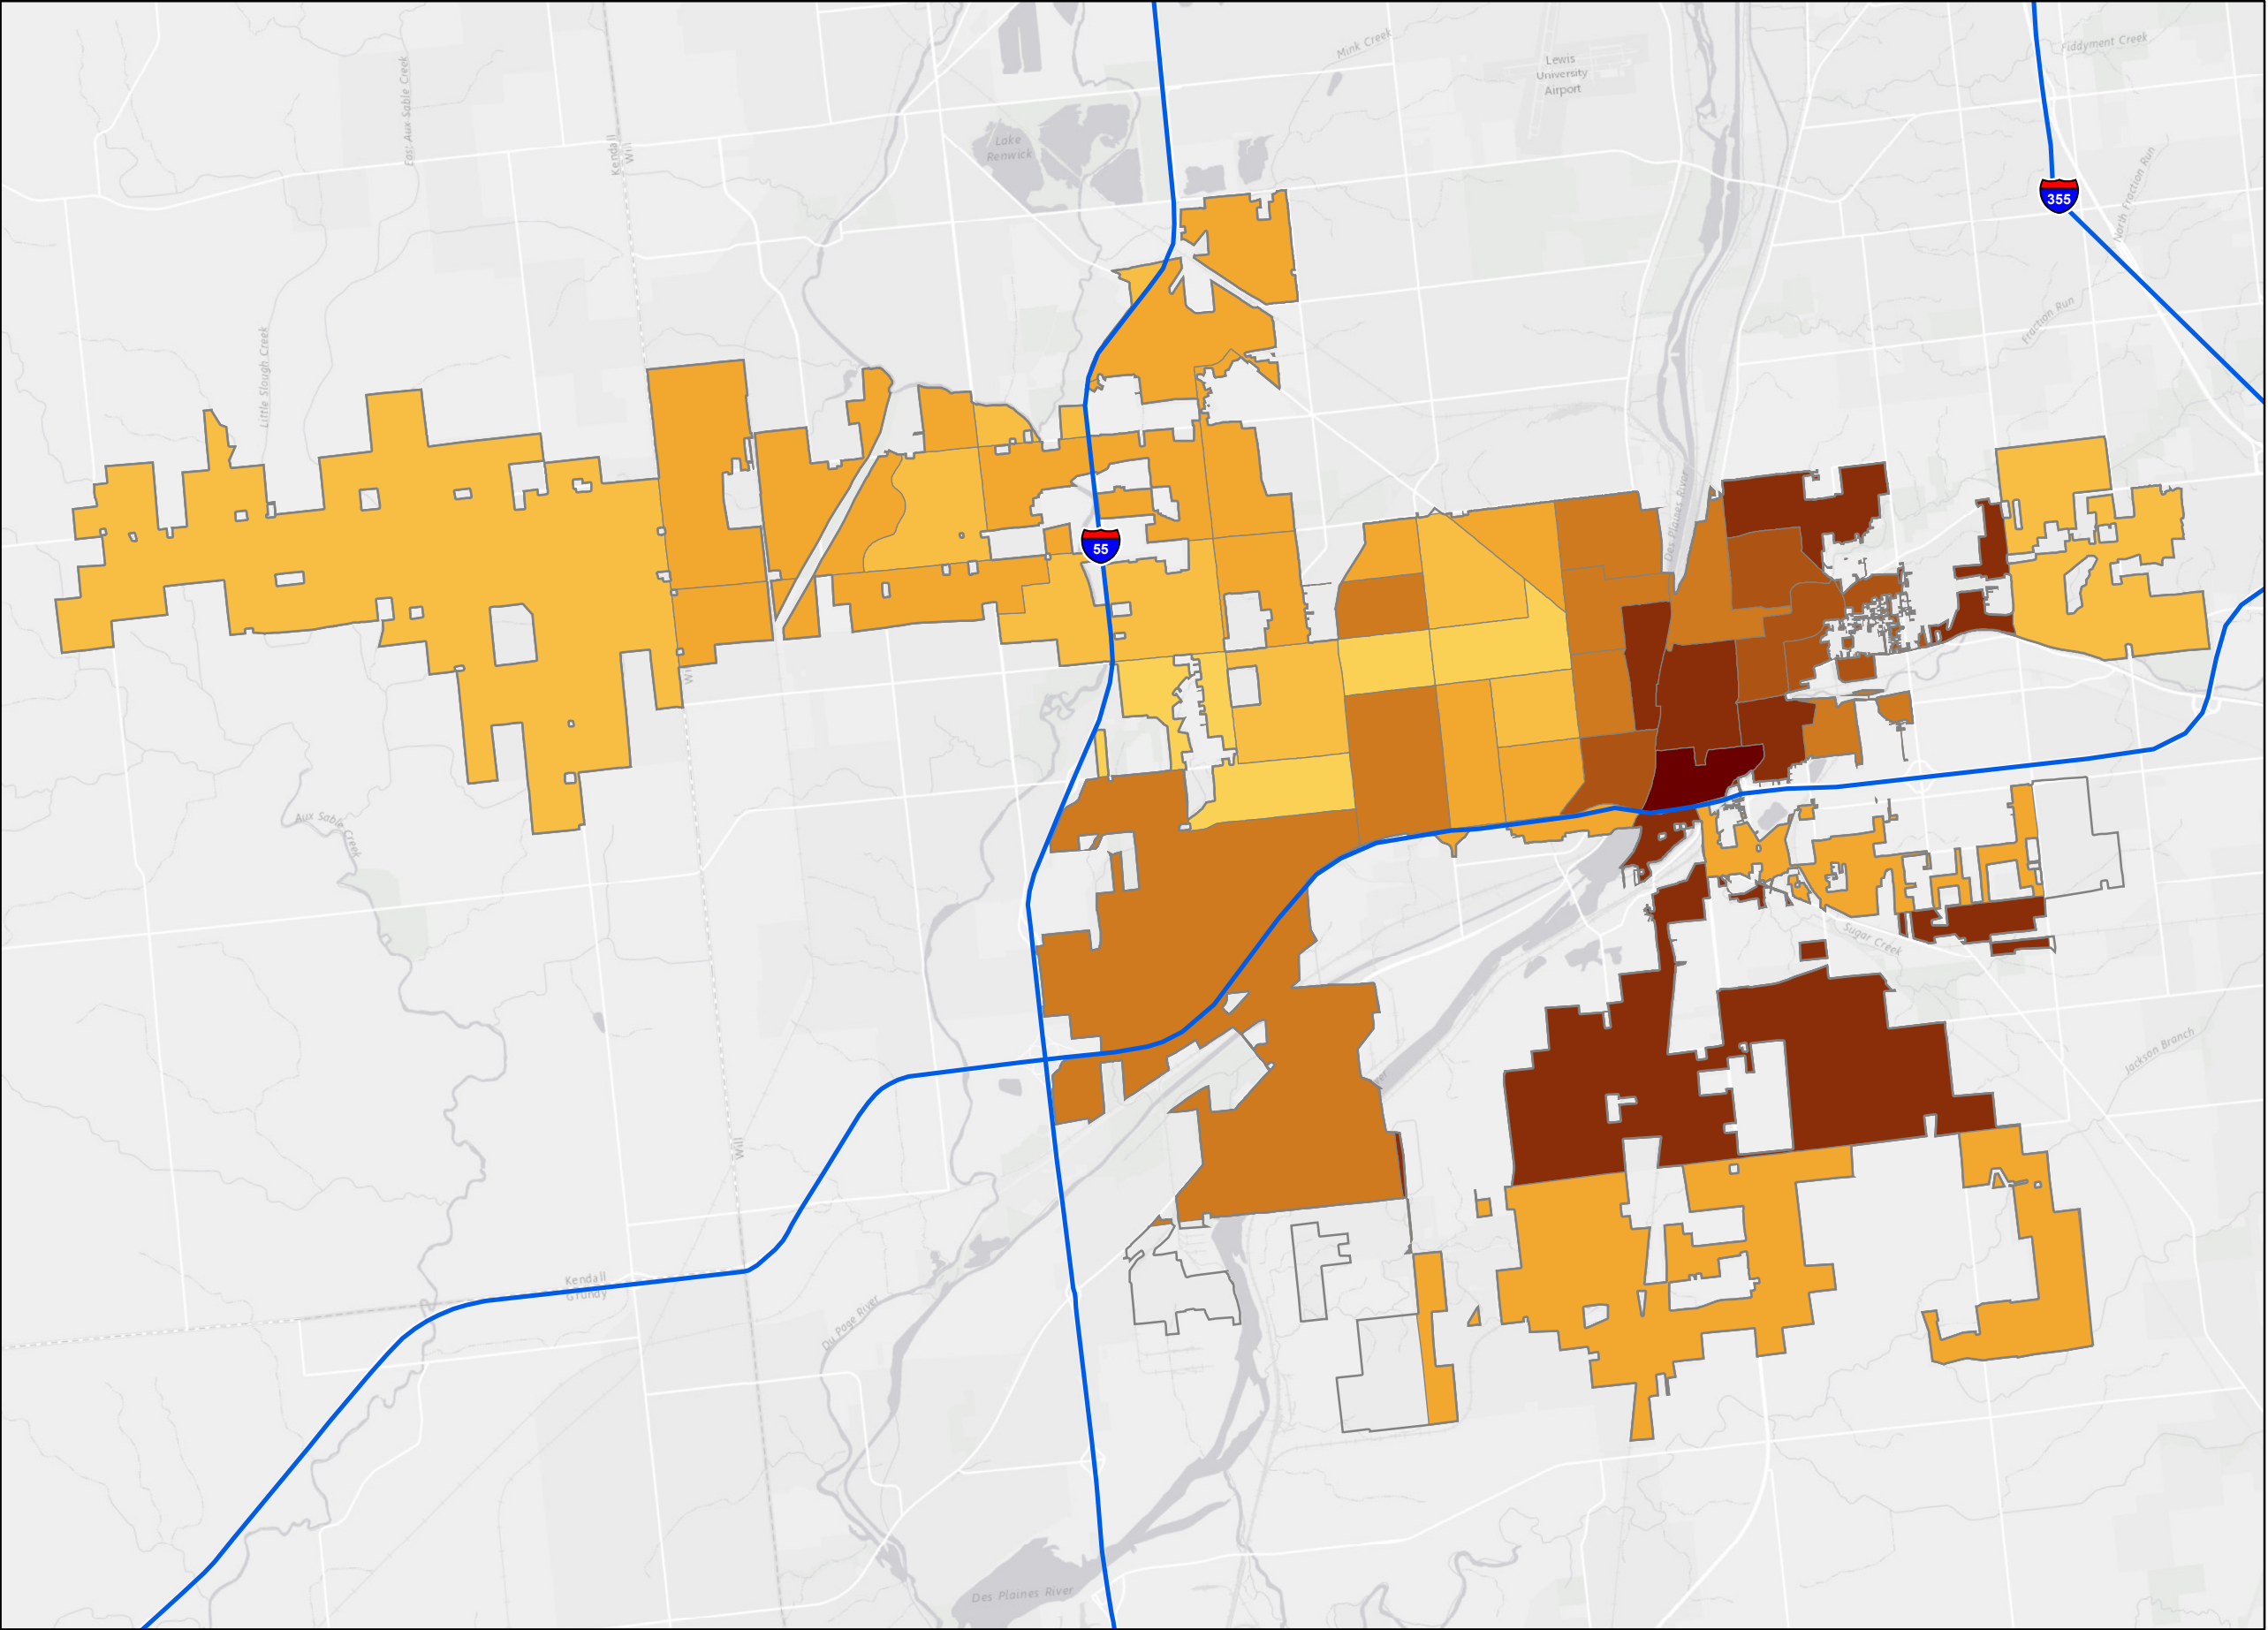 Mink Creek
Fiddyment Creek
Lewis
University
Airport
East Aux Sable Creek
Kendall
Will
Lake
Renwick
North Fraction Run
355
Fraction Run
Little Slough Creek
Des Plaines River
55
Will
Aux Sable Creek
Sugar Creek
Jackson Branch
Will
Kendall
Grundy
Du Page River
Des Plaines River